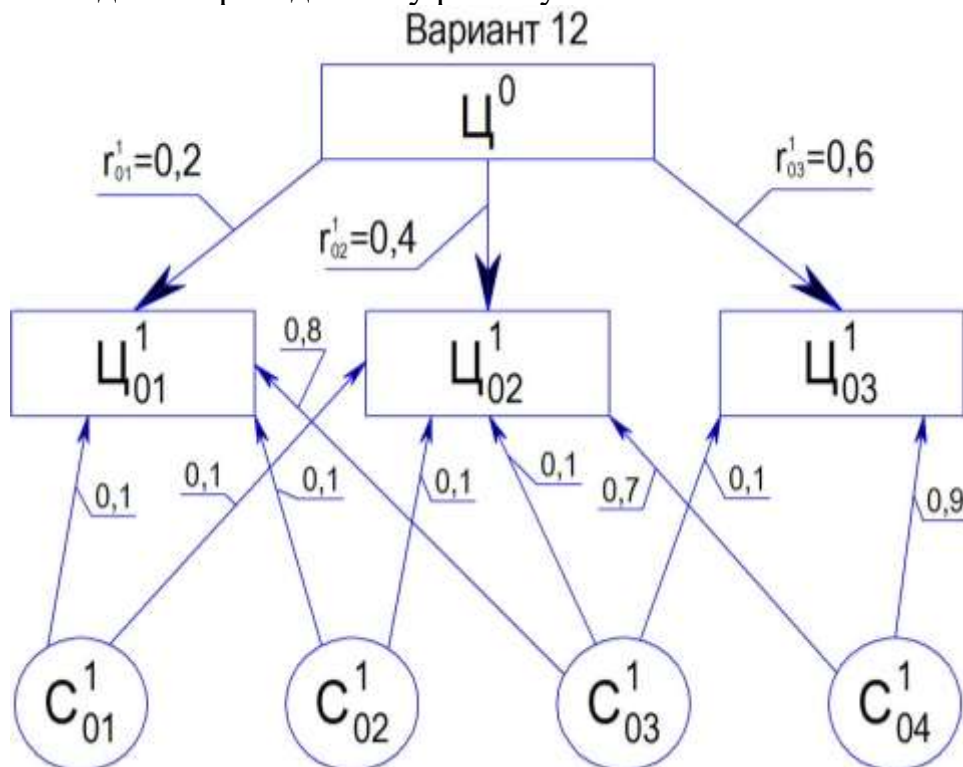 Вариант 12
Ц⁰
r¹₀₁=0,2
r¹₀₃=0,6
r¹₀₂=0,4
0,8
Ц¹₀₁
Ц¹₀₂
Ц¹₀₃
0,1
0,1
0,1
0,1
0,1
0,7
0,1
0,9
С¹₀₁
С¹₀₂
С¹₀₃
С¹₀₄